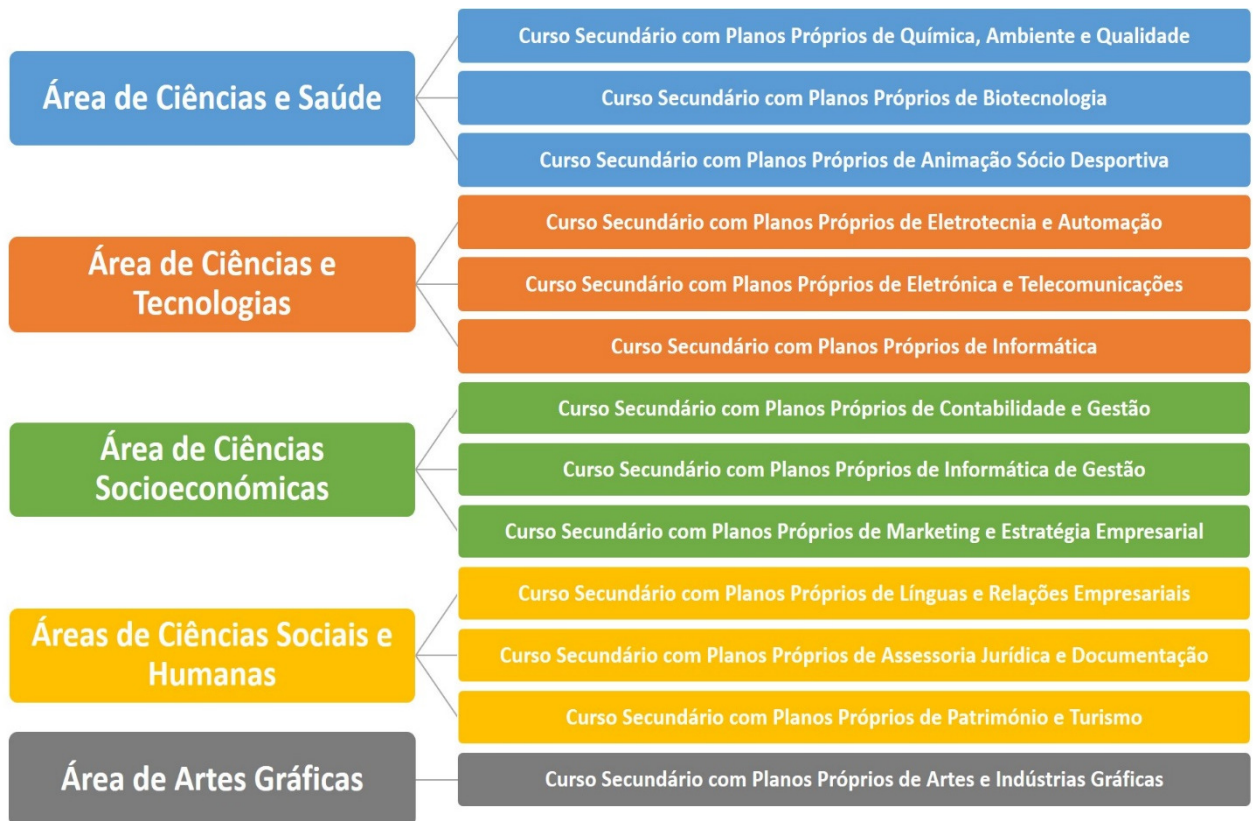 Área de Ciências e Saúde
Curso Secundário com Planos Próprios de Química, Ambiente e Qualidade
Curso Secundário com Planos Próprios de Biotecnologia
Curso Secundário com Planos Próprios de Animação Sócio Desportiva
Área de Ciências e
Tecnologias
Curso Secundário com Planos Próprios de Eletrotecnia e Automação
Curso Secundário com Planos Próprios de Eletrónica e Telecomunicações
Curso Secundário com Planos Próprios de Informática
Área de Ciências
Socioeconómicas
Curso Secundário com Planos Próprios de Contabilidade e Gestão
Curso Secundário com Planos Próprios de Informática de Gestão
Curso Secundário com Planos Próprios de Marketing e Estratégia Empresarial
Áreas de Ciências Sociais e
Humanas
Curso Secundário com Planos Próprios de Línguas e Relações Empresariais
Curso Secundário com Planos Próprios de Assessoria Jurídica e Documentação
Curso Secundário com Planos Próprios de Património e Turismo
Área de Artes Gráficas
Curso Secundário com Planos Próprios de Artes e Indústrias Gráficas